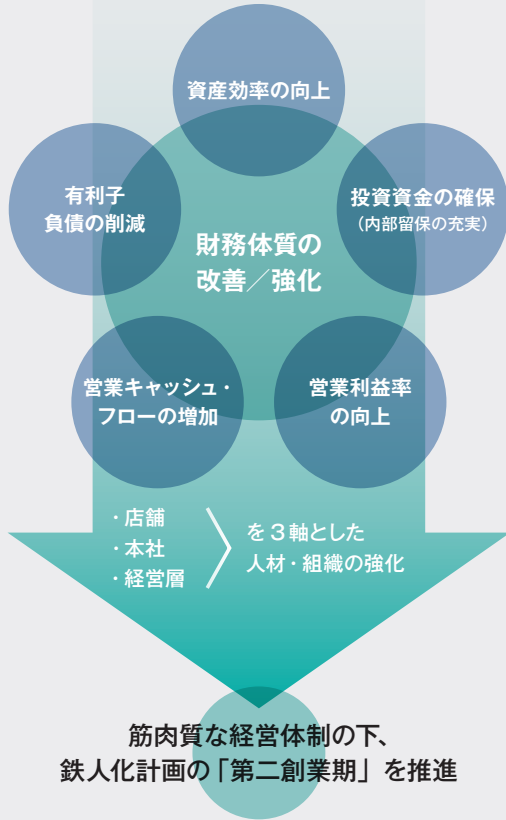 資産効率の向上
有利子
負債の削減
投資資金の確保
（内部留保の充実）
財務体質の
改善／強化
営業キャッシュ・
フローの増加
営業利益率
の向上
・店舗
・本社
・経営層
を3軸とした
人材・組織の強化
筋肉質な経営体制の下、
鉄人化計画の「第二創業期」を推進